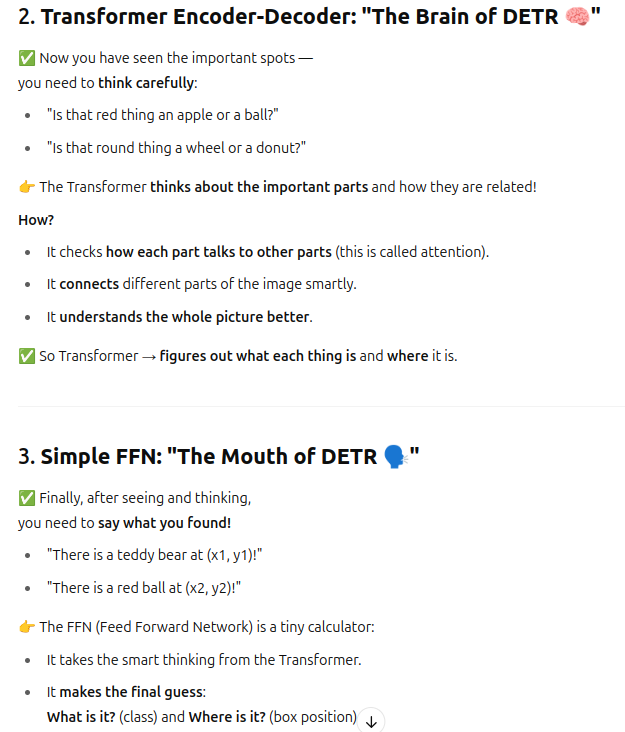 2. Transformer Encoder-Decoder: "The Brain of DETR 🧠"
✅ Now you have seen the important spots —
you need to think carefully:
• "Is that red thing an apple or a ball?"
• "Is that round thing a wheel or a donut?"
👉 The Transformer thinks about the important parts and how they are related!
How?
• It checks how each part talks to other parts (this is called attention).
• It connects different parts of the image smartly.
• It understands the whole picture better.
✅ So Transformer → figures out what each thing is and where it is.
3. Simple FFN: "The Mouth of DETR 🗣️"
✅ Finally, after seeing and thinking,
you need to say what you found!
• "There is a teddy bear at (x1, y1)!"
• "There is a red ball at (x2, y2)!"
👉 The FFN (Feed Forward Network) is a tiny calculator:
• It takes the smart thinking from the Transformer.
• It makes the final guess:
What is it? (class) and Where is it? (box position)